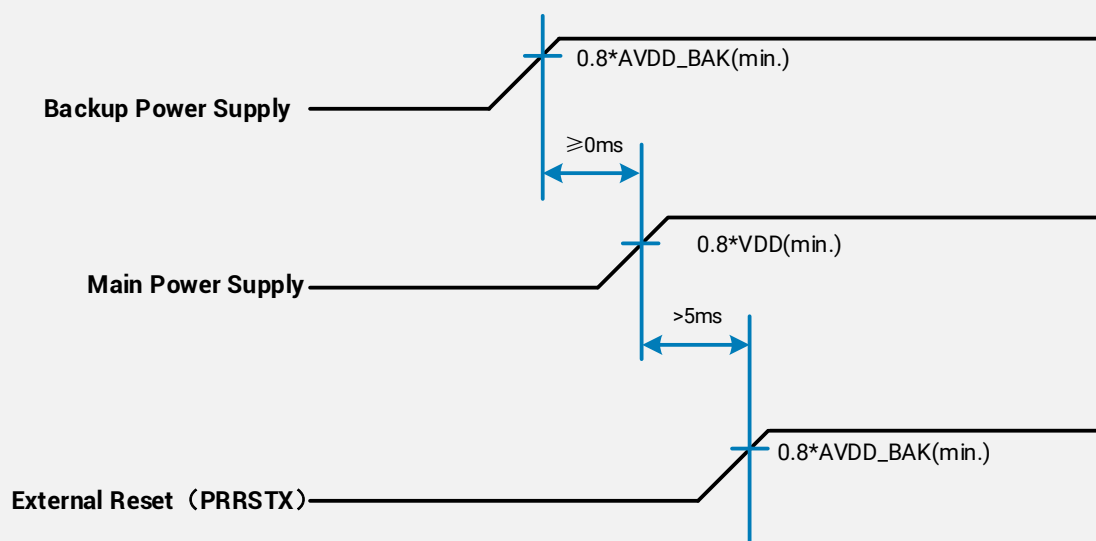 0.8*AVDD_BAK(min.)
Backup Power Supply
≥0ms
0.8*VDD(min.)
Main Power Supply
>5ms
0.8*AVDD_BAK(min.)
External Reset（PRRSTX）